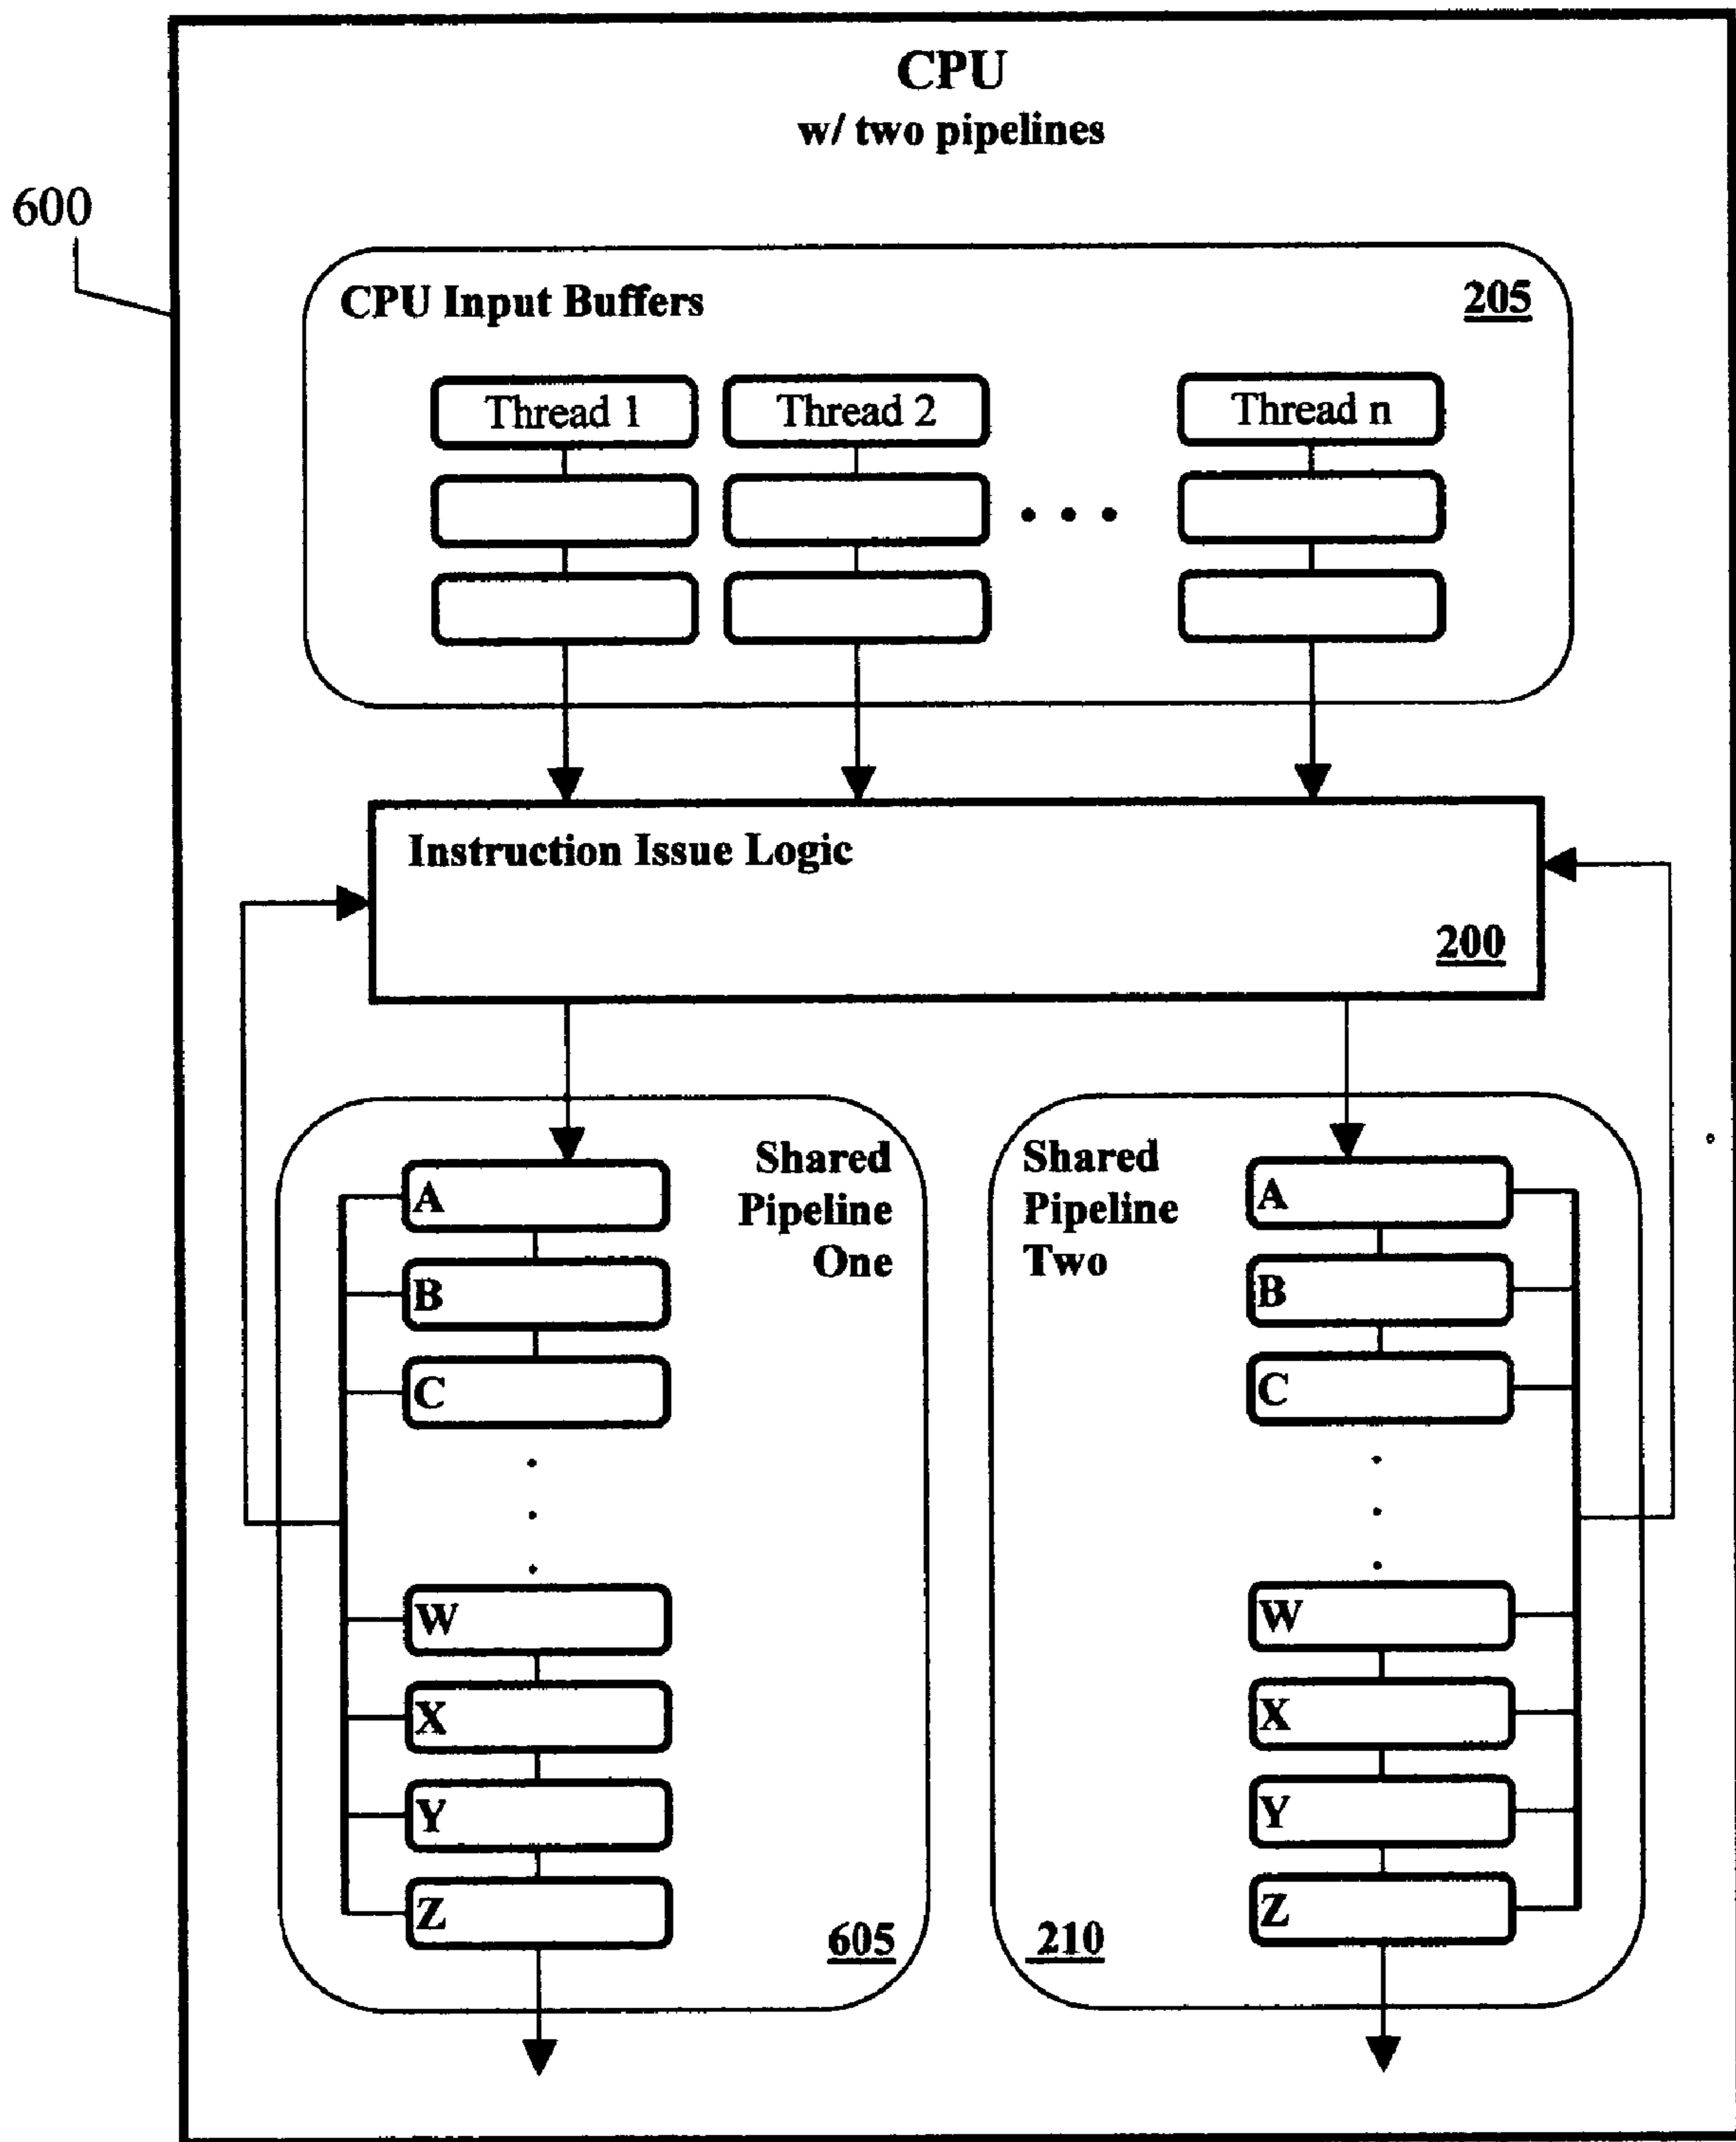 CPU
w/ two pipelines
600
CPU Input Buffers
205
Thread 1
Thread 2
. . .
Thread n
Instruction Issue Logic
200
Shared
Pipeline
One
A
B
C
.
.
.
W
X
Y
Z
605
Shared
Pipeline
Two
A
B
C
.
.
.
W
X
Y
Z
210